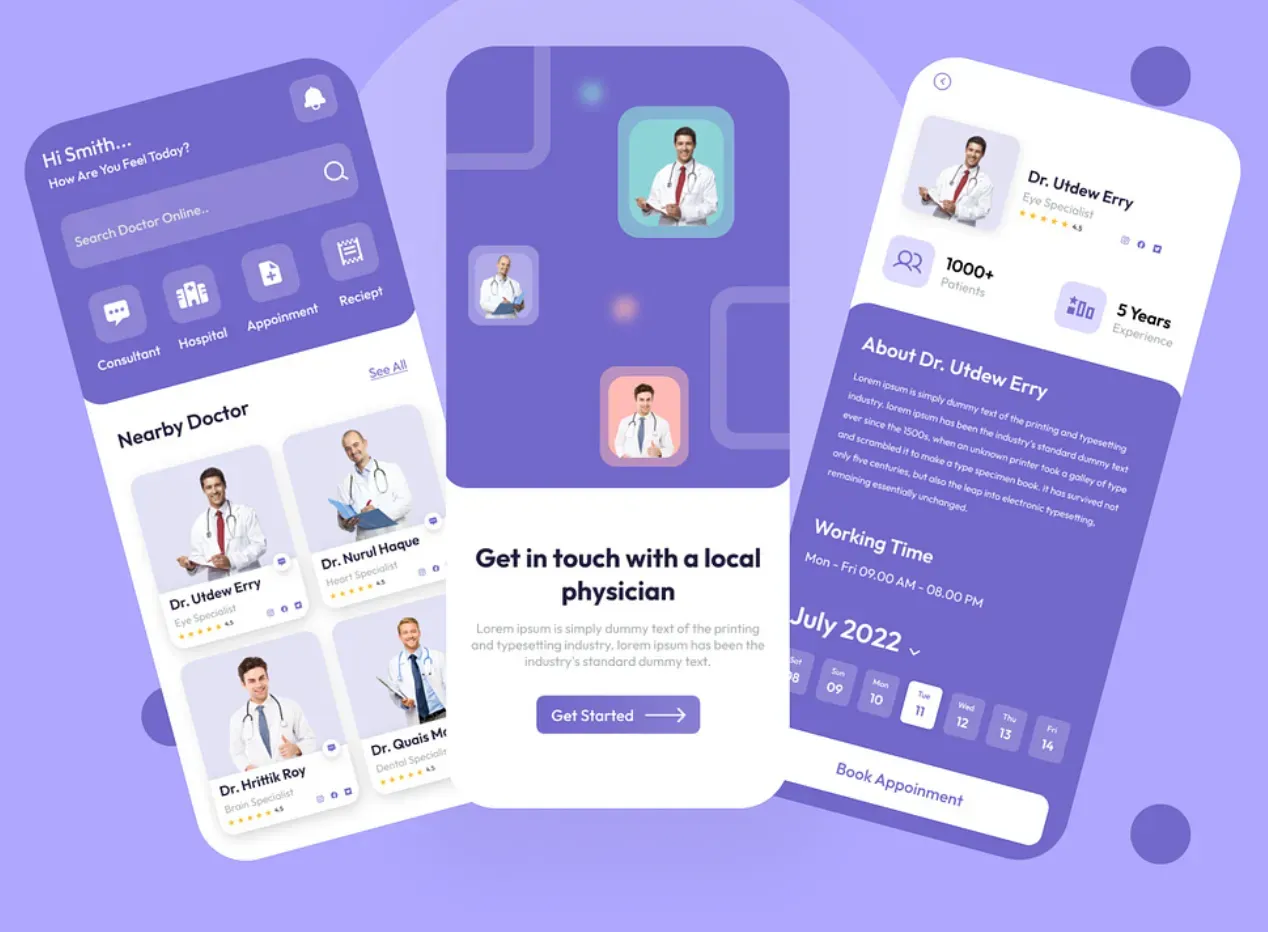 Hi Smith...
How Are You Feel Today?
Search Doctor Online..
Consultant
Hospital
Appoinment
Reciept
See All
Nearby Doctor
Dr. Utdew Erry
Eye Specialist
4.5
Dr. Nurul Haque
Heart Specialist
4.5
Dr. Hrittik Roy
Brain Specialist
4.5
Dr. Quais
Dental
4.5
Get in touch with a local
physician
Lorem ipsum is simply dummy text of the printing
and typesetting industry. lorem ipsum has been the
industry's standard dummy text.
Get Started
Dr. Utdew Erry
Eye Specialist
4.5
1000+
Patients
5 Years
Experience
About Dr. Utdew Erry
Lorem ipsum is simply dummy text of the printing and typesetting
industry. lorem ipsum has been the industry's standard dummy text
ever since the 1500s, when an unknown printer took a galley of type
and scrambled it to make a type specimen book. it has survived not
only five centuries, but also the leap into electronic typesetting,
remaining essentially unchanged.
Working Time
Mon - Fri 09.00 AM - 08.00 PM
July 2022
Sat Sun Mon Tue Wed Thu Fri
08 09 10 11 12 13 14
Book Appoinment